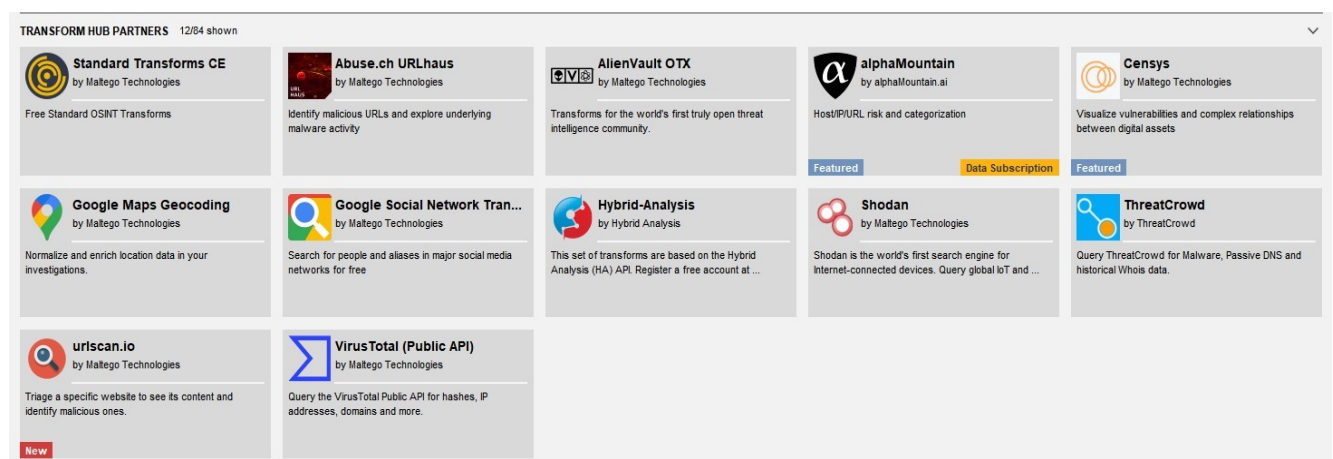 TRANSFORM HUB PARTNERS 12/84 shown
Standard Transforms CE
by Maltego Technologies
Free Standard OSINT Transforms
URL
HAUS
Abuse.ch URLhaus
by Maltego Technologies
Identify malicious URLs and explore underlying
malware activity
AlienVault OTX
by Maltego Technologies
Transforms for the world's first truly open threat
intelligence community.
alphaMountain
by alphaMountain.ai
Host/IP/URL risk and categorization
Featured
Data Subscription
Censys
by Maltego Technologies
Visualize vulnerabilities and complex relationships
between digital assets
Featured
Google Maps Geocoding
by Maltego Technologies
Normalize and enrich location data in your
investigations.
Google Social Network Tran...
by Maltego Technologies
Search for people and aliases in major social media
networks for free
Hybrid-Analysis
by Hybrid Analysis
This set of transforms are based on the Hybrid
Analysis (HA) API. Register a free account at ...
Shodan
by Maltego Technologies
Shodan is the world's first search engine for
Internet-connected devices. Query global IoT and ...
ThreatCrowd
by ThreatCrowd
Query ThreatCrowd for Malware, Passive DNS and
historical Whois data.
urlscan.io
by Maltego Technologies
Triage a specific website to see its content and
identify malicious ones.
New
VirusTotal (Public API)
by Maltego Technologies
Query the VirusTotal Public API for hashes, IP
addresses, domains and more.